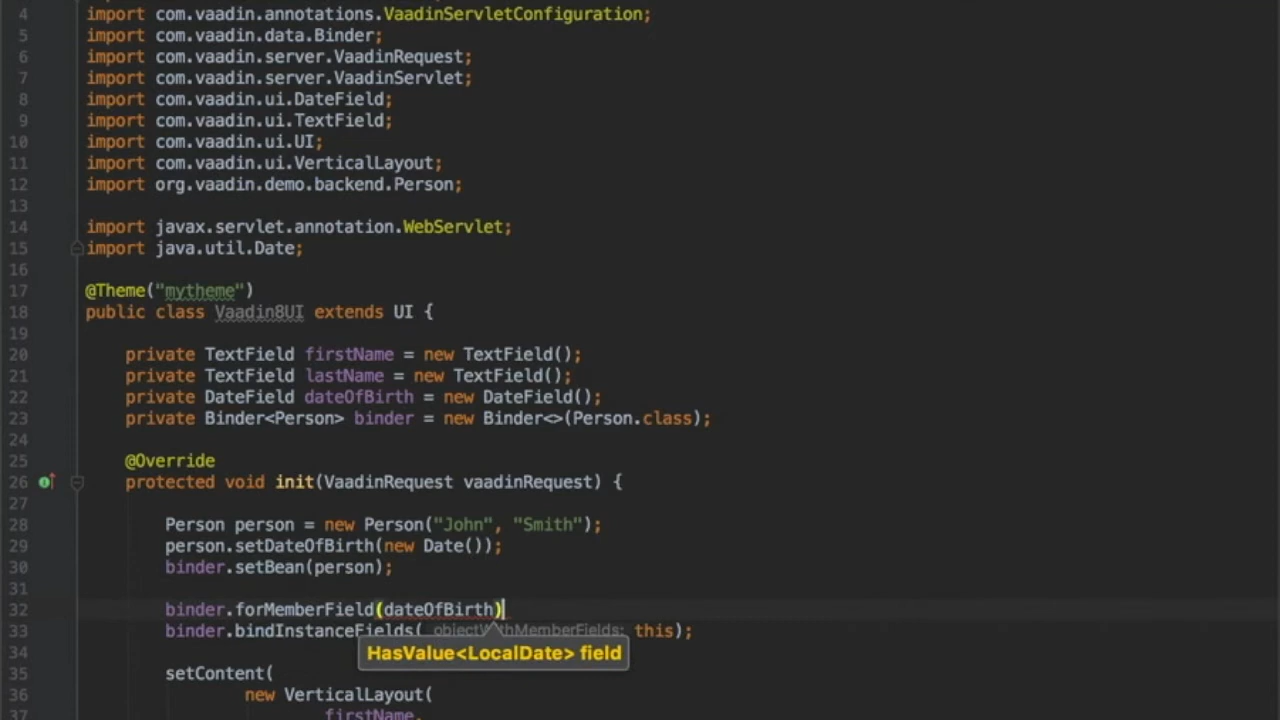 4 import com.vaadin.annotations.VaadinServletConfiguration;
5 import com.vaadin.data.Binder;
6 import com.vaadin.server.VaadinRequest;
7 import com.vaadin.server.VaadinServlet;
8 import com.vaadin.ui.DateField;
9 import com.vaadin.ui.TextField;
10 import com.vaadin.ui.UI;
11 import com.vaadin.ui.VerticalLayout;
12 import org.vaadin.demo.backend.Person;
13
14 import javax.servlet.annotation.WebServlet;
15 import java.util.Date;
16
17 @Theme("mytheme")
18 public class Vaadin8UI extends UI {
19
20 private TextField firstName = new TextField();
21 private TextField lastName = new TextField();
22 private DateField dateOfBirth = new DateField();
23 private Binder<Person> binder = new Binder<>(Person.class);
24
25 @Override
26 protected void init(VaadinRequest vaadinRequest) {
27
28 Person person = new Person("John", "Smith");
29 person.setDateOfBirth(new Date());
30 binder.setBean(person);
31
32 binder.forMemberField(dateOfBirth)
33 binder.bindInstanceFields( objectWithMemberFields: this);
HasValue<LocalDate> field
34
35 setContent(
36 new VerticalLayout(
37 firstName,